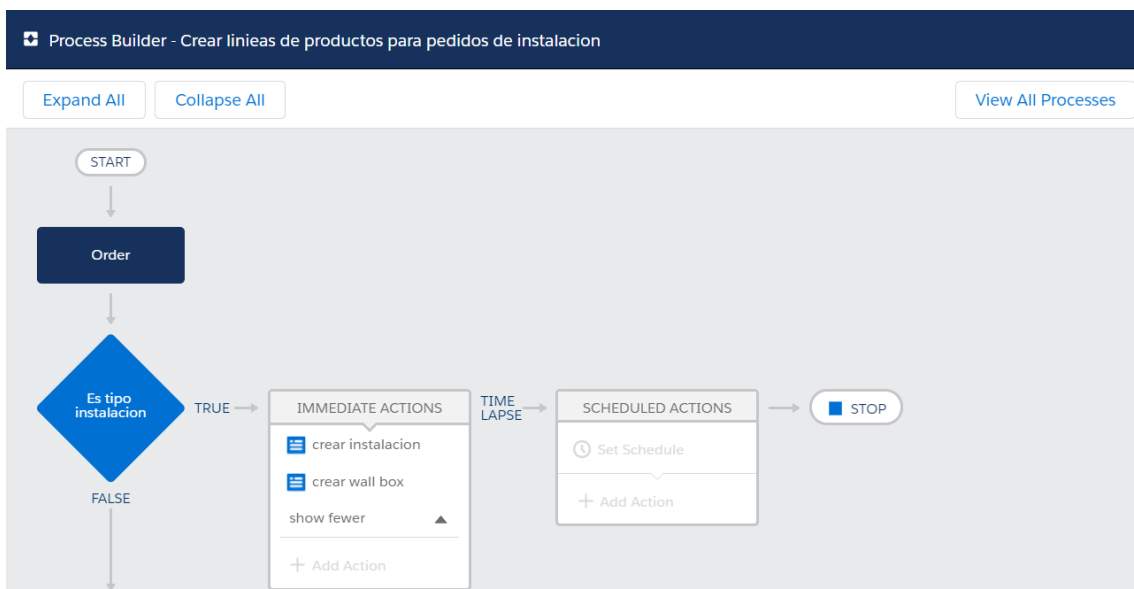 Process Builder - Crear linieas de productos para pedidos de instalacion
Expand All
Collapse All
View All Processes
START
Order
Es tipo
instalacion
TRUE
IMMEDIATE ACTIONS
TIME
LAPSE
SCHEDULED ACTIONS
STOP
crear instalacion
Set Schedule
crear wall box
FALSE
Add Action
show fewer
Add Action